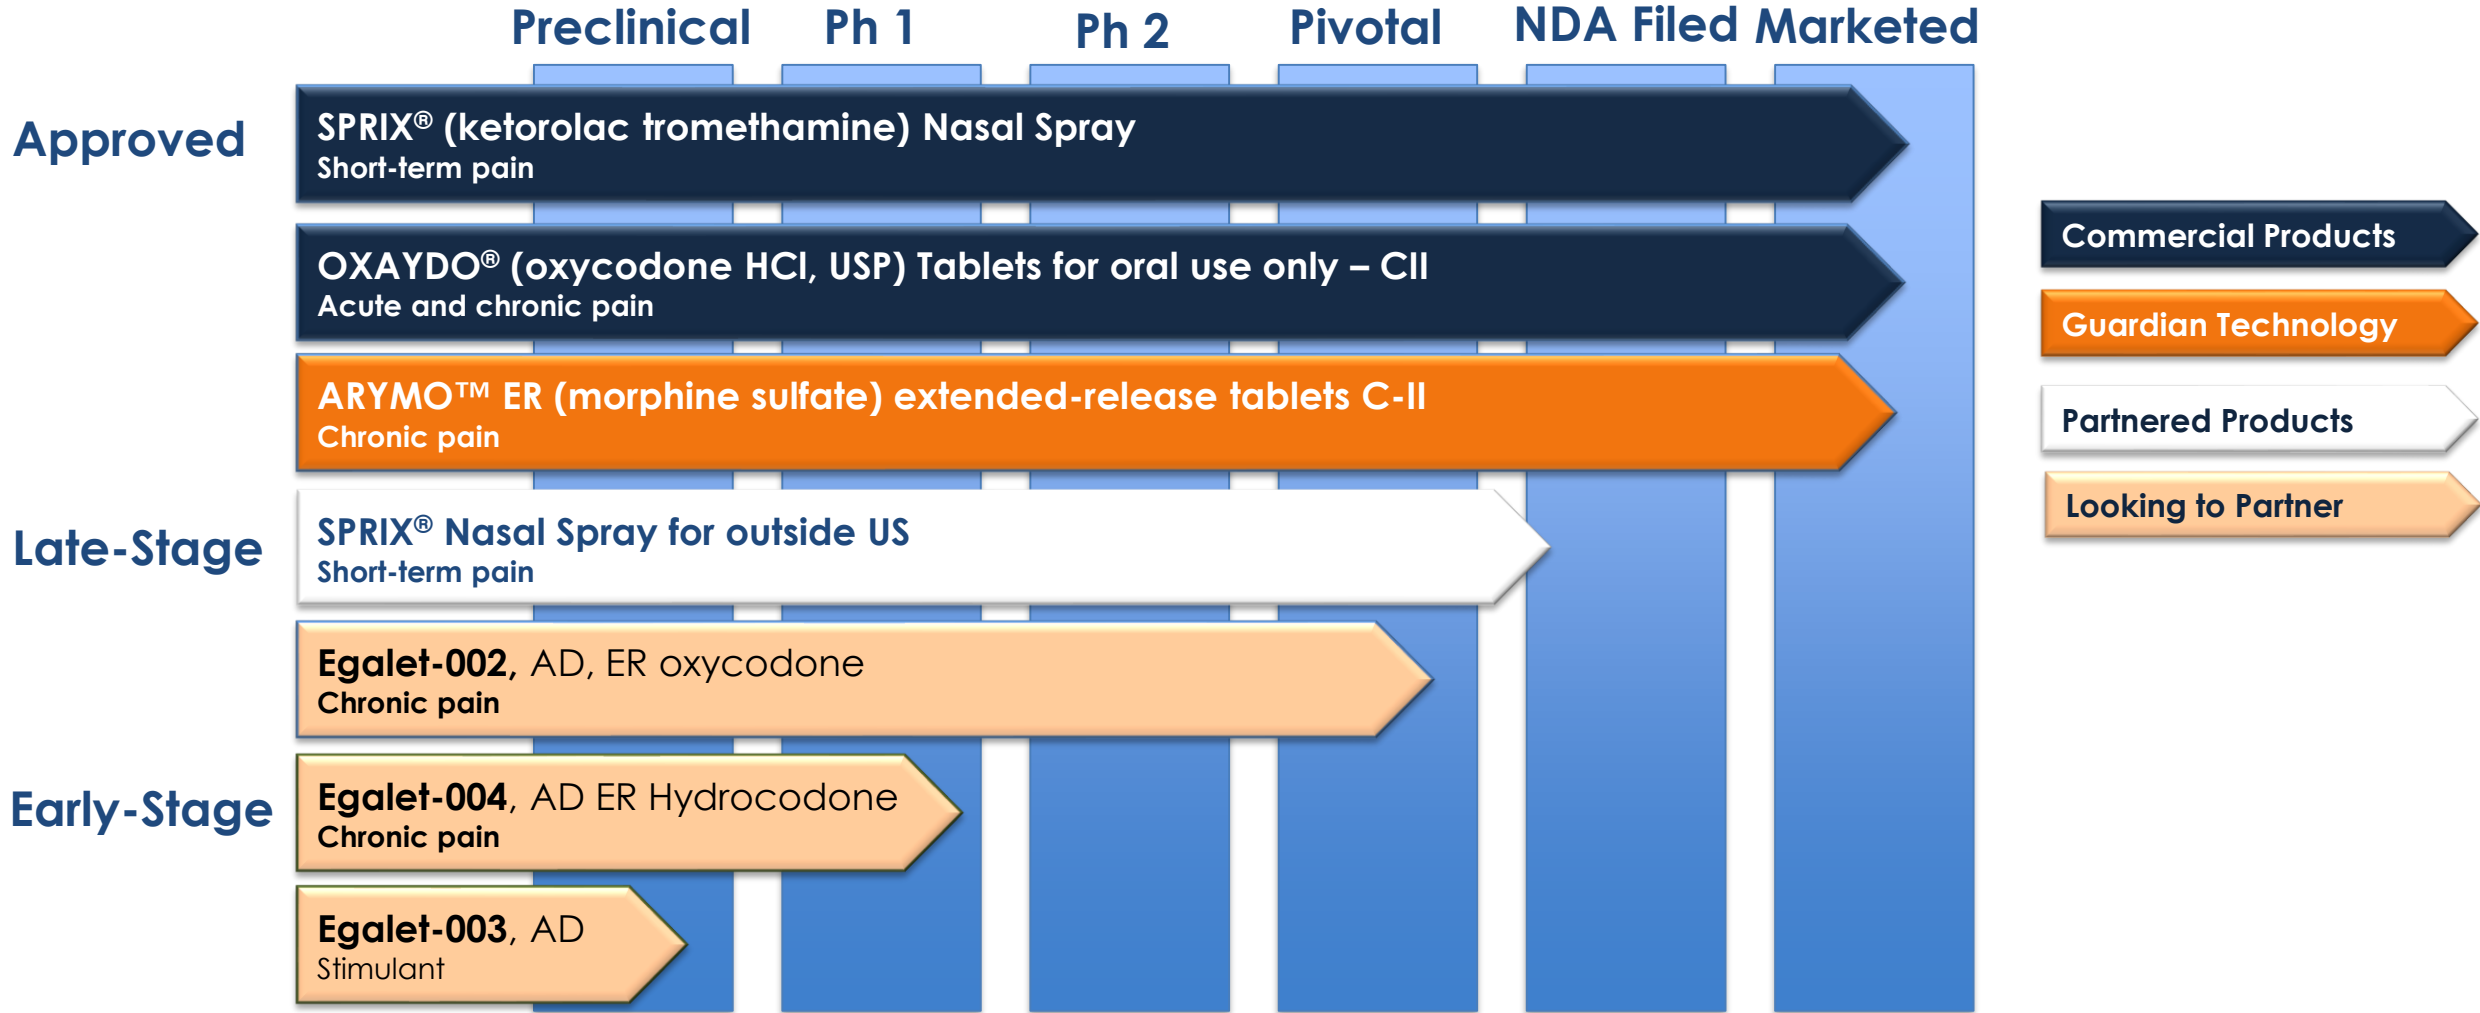 Preclinical Ph 1 Ph 2 Pivotal NDA Filed Marketed
Approved
SPRIX® (ketorolac tromethamine) Nasal Spray
Short-term pain
OXAYDO® (oxycodone HCl, USP) Tablets for oral use only – CII
Acute and chronic pain
ARYMO™ ER (morphine sulfate) extended-release tablets C-II
Chronic pain
Late-Stage
SPRIX® Nasal Spray for outside US
Short-term pain
Egalet-002, AD, ER oxycodone
Chronic pain
Early-Stage
Egalet-004, AD ER Hydrocodone
Chronic pain
Egalet-003, AD
Stimulant
Commercial Products
Guardian Technology
Partnered Products
Looking to Partner